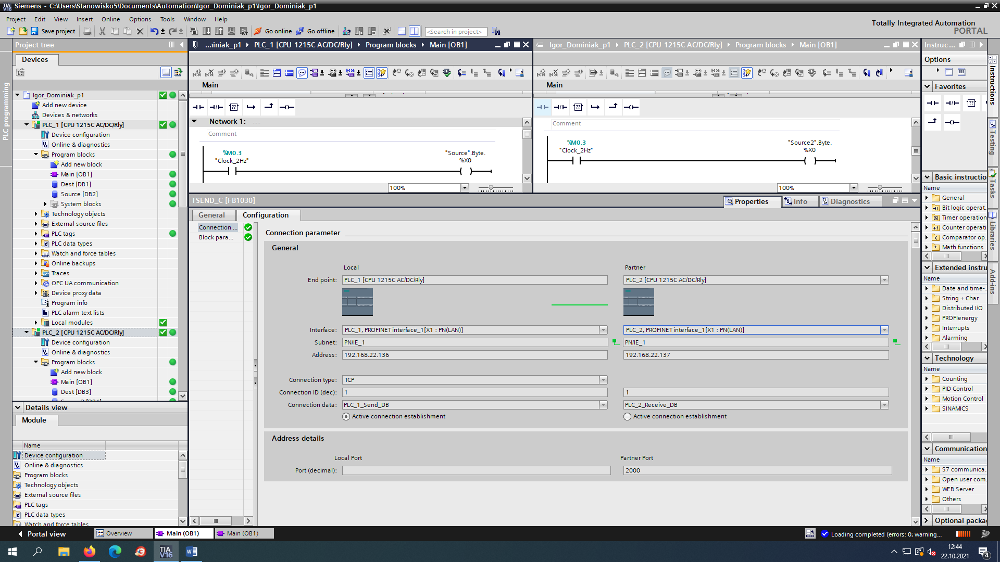 Siemens - C:\Users\Stanowisko5\Documents\Automation\Igor_Dominiak_p1\Igor_Dominiak_p1
Project Edit View Insert Online Options Tools Window Help
Totally Integrated Automation
PORTAL
Save project
Go online
Go offline
<Search in project>
Project tree
Devices
PLC programming
Igor_Dominiak_p1
Add new device
Devices & networks
PLC_1 [CPU 1215C AC/DC/Rly]
Device configuration
Online & diagnostics
Program blocks
Add new block
Main [OB1]
Dest [DB1]
Source [DB2]
System blocks
Technology objects
External source files
PLC tags
PLC data types
Watch and force tables
Online backups
Traces
OPC UA communication
Device proxy data
Program info
PLC alarm text lists
Local modules
PLC_2 [CPU 1215C AC/DC/Rly]
Device configuration
Online & diagnostics
Program blocks
Add new block
Main [OB1]
Dest [DB3]
Details view
Module
Name
Device configuration
Online & diagnostics
Program blocks
Technology objects
External source files
PLC tags
PLC data types
Watch and force tables
...iniak_p1 PLC_1 [CPU 1215C AC/DC/Rly] Program blocks Main [OB1]
Main
Network 1: .....
Comment
%M0.3
"Clock_2Hz"
"Source".Byte.
%X0
100%
Igor_Dominiak_p1 PLC_2 [CPU 1215C AC/DC/Rly] Program blocks Main [OB1]
Main
Comment
%M0.3
"Clock_2Hz"
"Source2".Byte.
%X0
100%
TSEND_C [FB1030]
Properties
Info
Diagnostics
General
Configuration
Connection ...
Block para...
Connection parameter
General
Local
Partner
End point:
PLC_1 [CPU 1215C AC/DC/Rly]
PLC_2 [CPU 1215C AC/DC/Rly]
Interface:
PLC_1, PROFINET interface_1[X1 : PN(LAN)]
PLC_2, PROFINET interface_1[X1 : PN(LAN)]
Subnet:
PN/IE_1
PN/IE_1
Address:
192.168.22.136
192.168.22.137
Connection type:
TCP
Connection ID (dec):
1
1
Connection data:
PLC_1_Send_DB
PLC_2_Receive_DB
Active connection establishment
Active connection establishment
Address details
Local Port
Partner Port
Port (decimal):
2000
Instruc...
Options
Favorites
Basic instructio
Name
General
Bit logic operat.
Timer operation
Counter operati
Comparator op.
Math functions
Extended instru
Name
Date and time-.
String + Char
Distributed I/O
PROFIenergy
Interrupts
Alarming
Technology
Name
Counting
PID Control
Motion Control
SINAMICS
Communication
Name
S7 communica.
Open user com.
WEB Server
Others
Optional packa
Instructions
Testing
Tasks
Libraries
Add-ins
Portal view
Overview
Main (OB1)
Main (OB1)
Loading completed (errors: 0; warning...
TIA
V16
12:44
22.10.2021
4